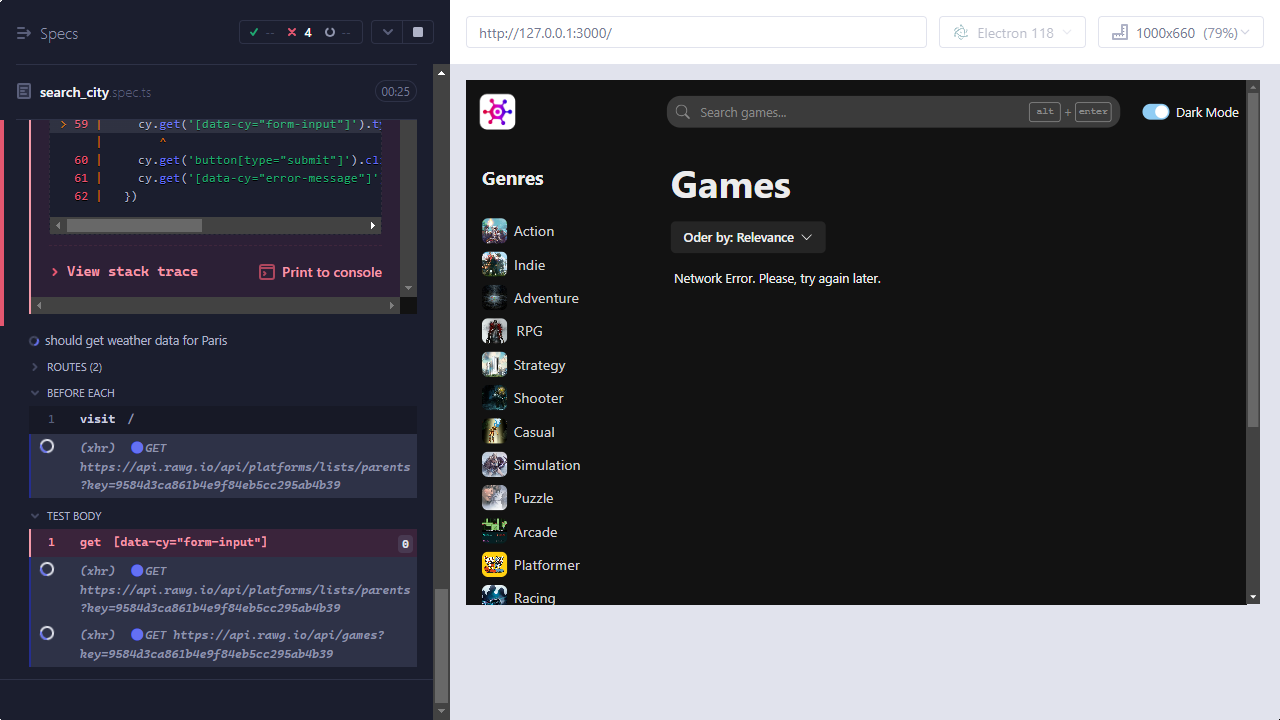 Specs
-- 4 --
search_city.spec.ts 00:25
> 59 | cy.get('[data-cy="form-input"]').ty
| ^
60 | cy.get('button[type="submit"]').cli
61 | cy.get('[data-cy="error-message"]'
62 | })
> View stack trace
Print to console
should get weather data for Paris
ROUTES (2)
BEFORE EACH
1 visit /
(xhr) GET
https://api.rawg.io/api/platforms/lists/parents
?key=9584d3ca861b4e9f84eb5cc295ab4b39
TEST BODY
1 get [data-cy="form-input"] 0
(xhr) GET
https://api.rawg.io/api/platforms/lists/parents
?key=9584d3ca861b4e9f84eb5cc295ab4b39
(xhr) GET https://api.rawg.io/api/games?
key=9584d3ca861b4e9f84eb5cc295ab4b39
http://127.0.0.1:3000/
Electron 118
1000x660 (79%)
Search games...
alt + enter
Dark Mode
Genres
Action
Indie
Adventure
RPG
Strategy
Shooter
Casual
Simulation
Puzzle
Arcade
Platformer
Racing
Games
Oder by: Relevance
Network Error. Please, try again later.